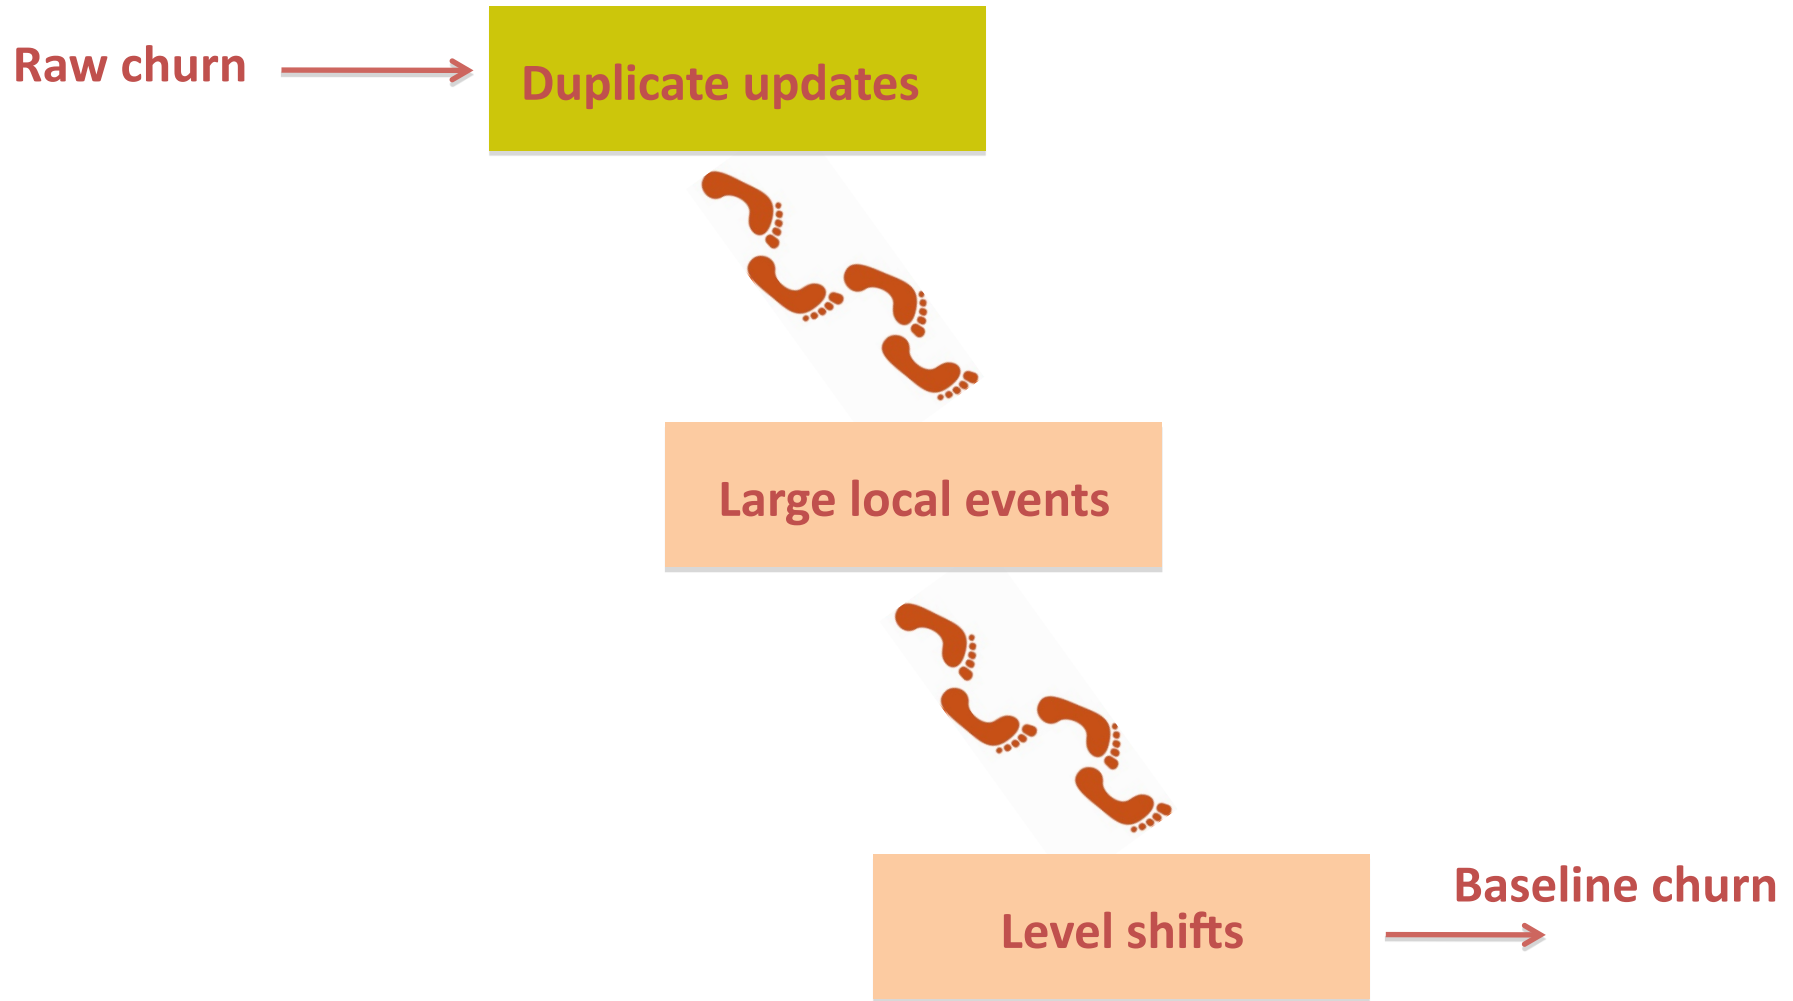 Raw churn
Duplicate updates
Large local events
Level shifts
Baseline churn